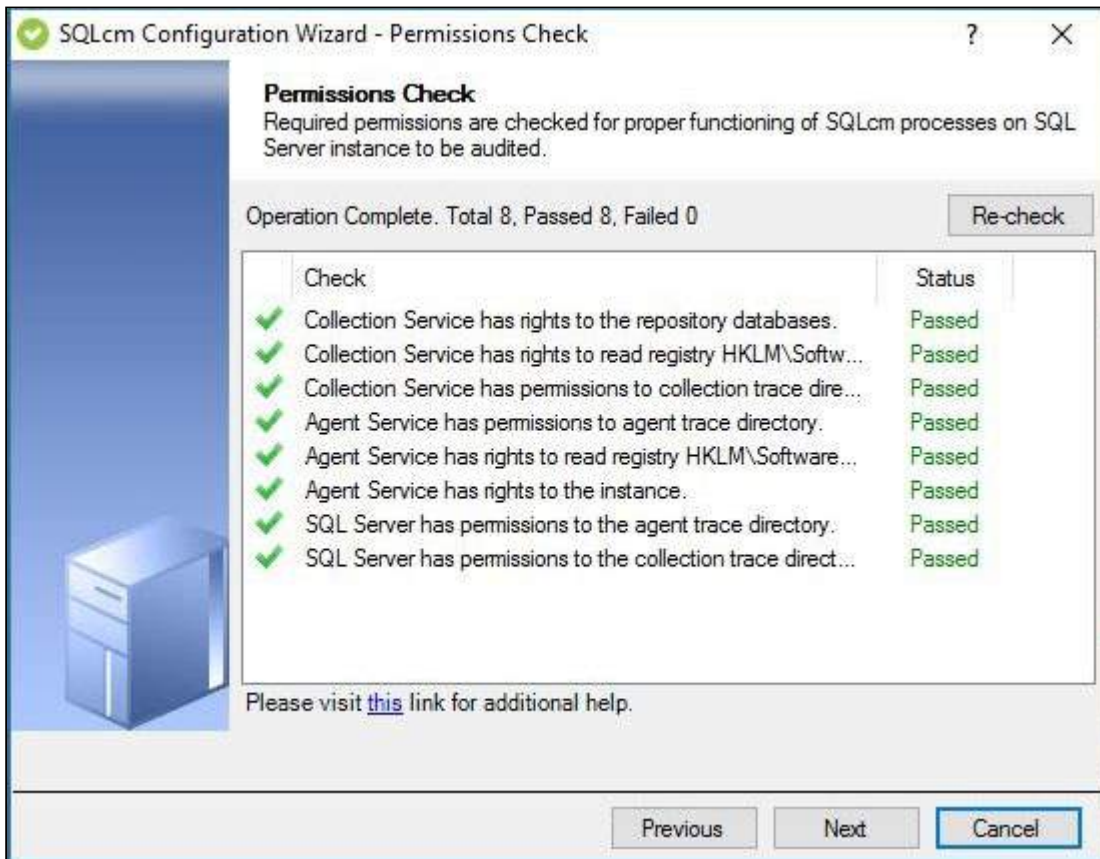 SQLcm Configuration Wizard - Permissions Check ?
Permissions Check
Required permissions are checked for proper functioning of SQLcm processes on SQL
Server instance to be audited.
Operation Complete. Total 8, Passed 8, Failed 0 Re-check
Check Status
Collection Service has rights to the repository databases. Passed
Collection Service has rights to read registry HKLM\Softw... Passed
Collection Service has permissions to collection trace dire... Passed
Agent Service has permissions to agent trace directory. Passed
Agent Service has rights to read registry HKLM\Software... Passed
Agent Service has rights to the instance. Passed
SQL Server has permissions to the agent trace directory. Passed
SQL Server has permissions to the collection trace direct... Passed
Please visit this link for additional help.
Previous Next Cancel